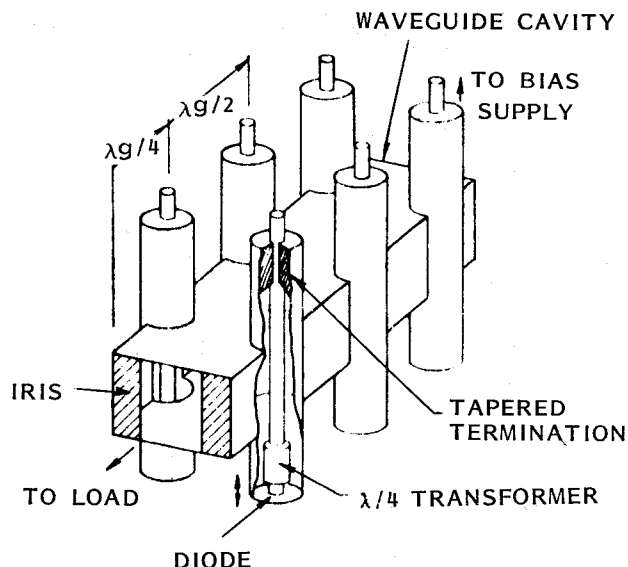 WAVEGUIDE CAVITY
TO BIAS
SUPPLY
λg/2
λg/4
IRIS
TAPERED
TERMINATION
TO LOAD
λ/4 TRANSFORMER
DIODE